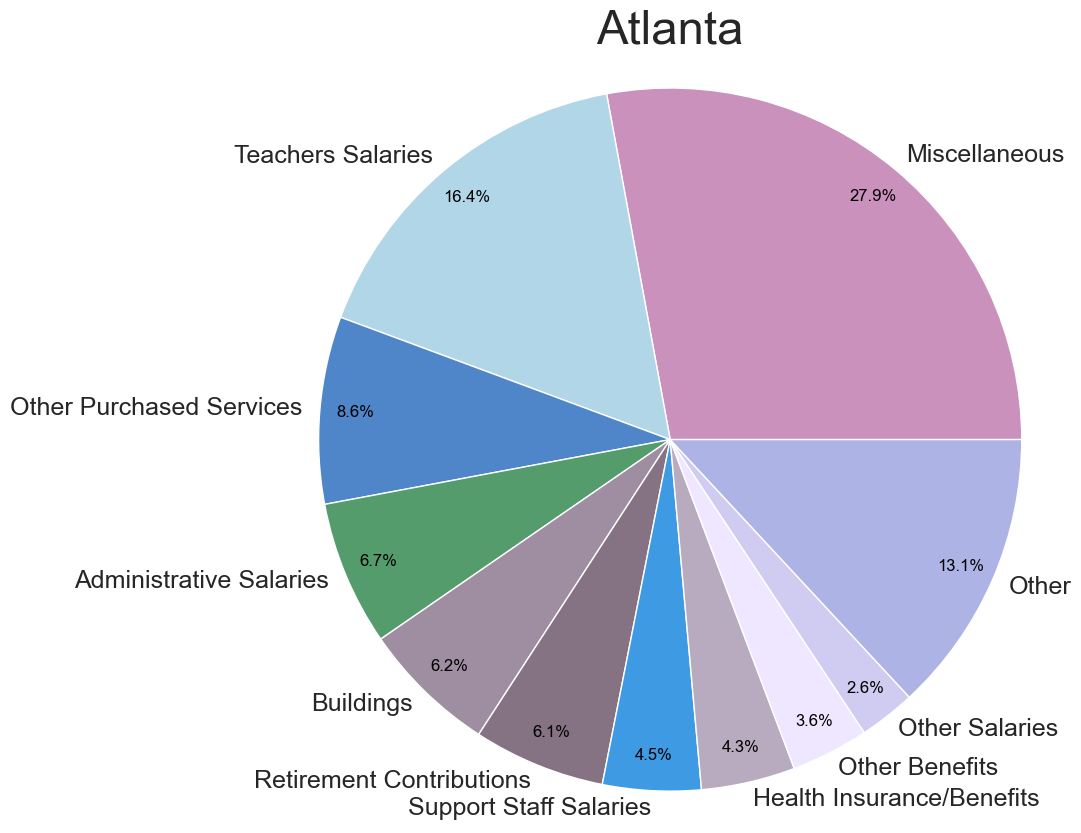 Atlanta
Miscellaneous
27.9%
Teachers Salaries
16.4%
Other Purchased Services
8.6%
Administrative Salaries
6.7%
Buildings
6.2%
Retirement Contributions
6.1%
Support Staff Salaries
4.5%
Health Insurance/Benefits
4.3%
Other Benefits
3.6%
Other Salaries
2.6%
Other
13.1%